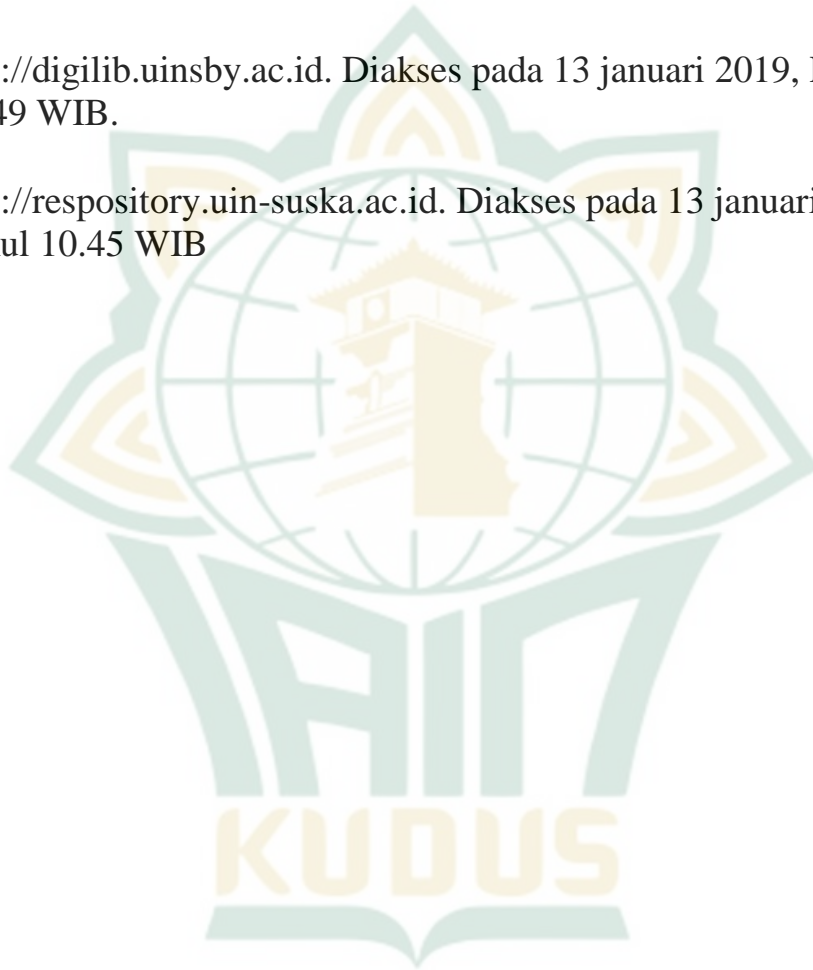 ://digilib.uinsby.ac.id. Diakses pada 13 januari 2019,
49 WIB.
://respository.uin-suska.ac.id. Diakses pada 13 januari
ul 10.45 WIB
IAIN
KUDUS